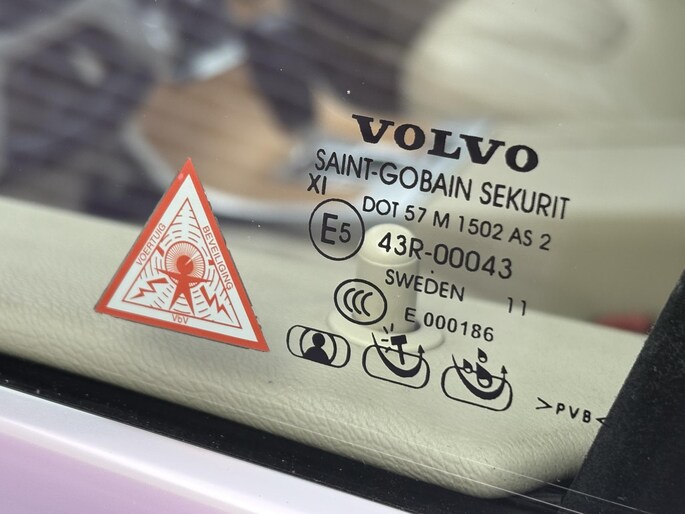 VOLVO
SAINT-GOBAIN SEKURIT
XI
DOT 57 M 1502 AS 2
E5
43R-00043
SWEDEN 11
CCC
E 000186
>PVB<
VOERTUIG
BEVEILIGING
VbV